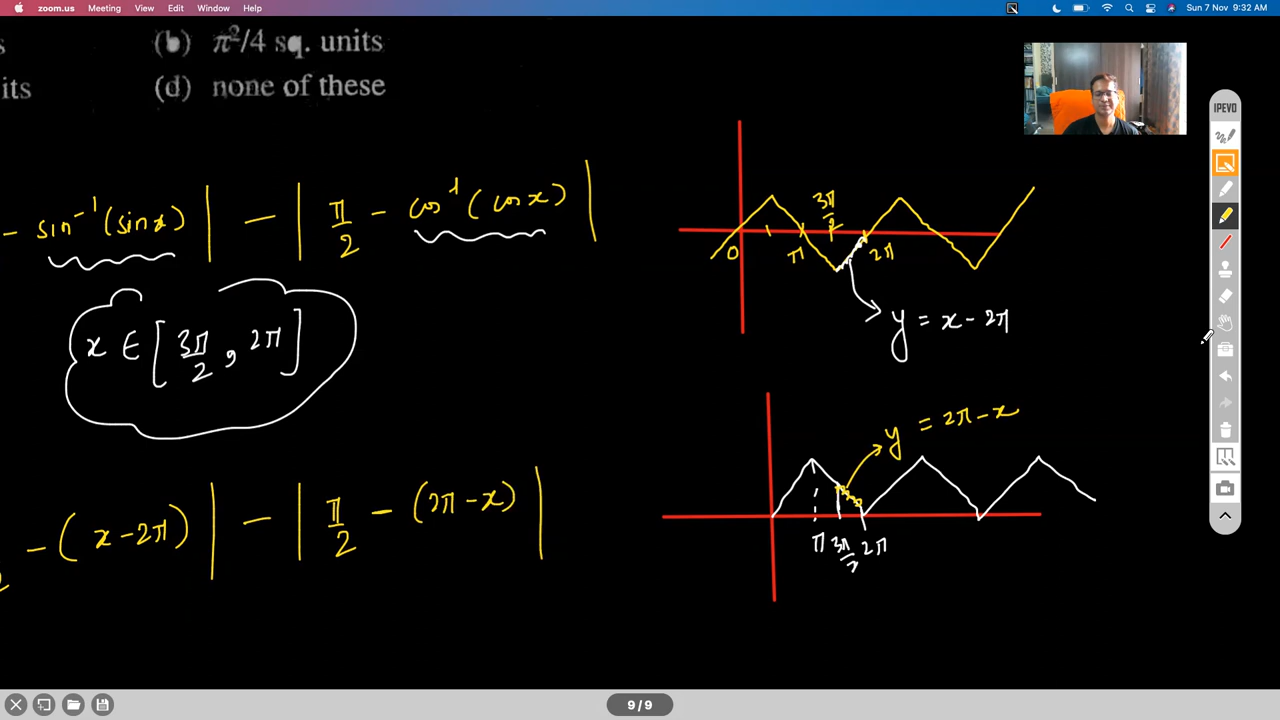 zoom.us Meeting View Edit Window Help Sun 7 Nov 9:32 AM
s (b) π²/4 sq. units
its (d) none of these
IPEVO
- sin⁻¹(sinx) | - | π/2 - cos⁻¹(cosx) |
x ∈ [3π/2, 2π]
- (x-2π) | - | π/2 - (2π-x) |
3π/2
0 π 2π
y = x - 2π
y = 2π - x
π 3π/2 2π
9/9